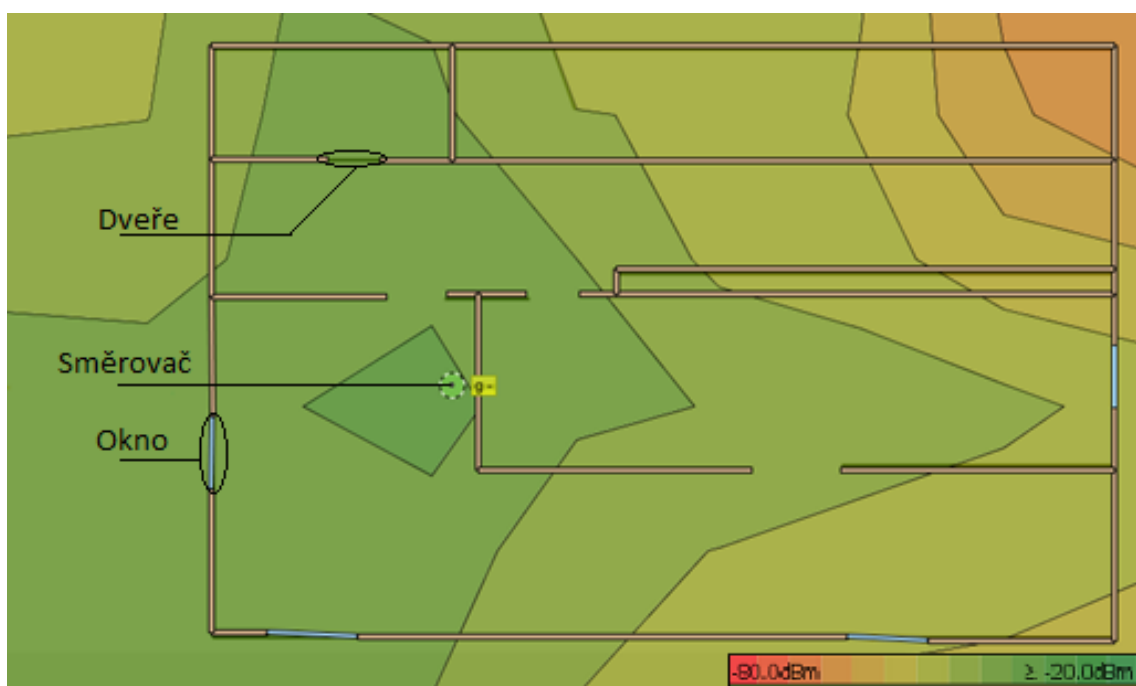 Dveře
Směrovač
g-
Okno
-80.0dBm ≥ -20.0dBm